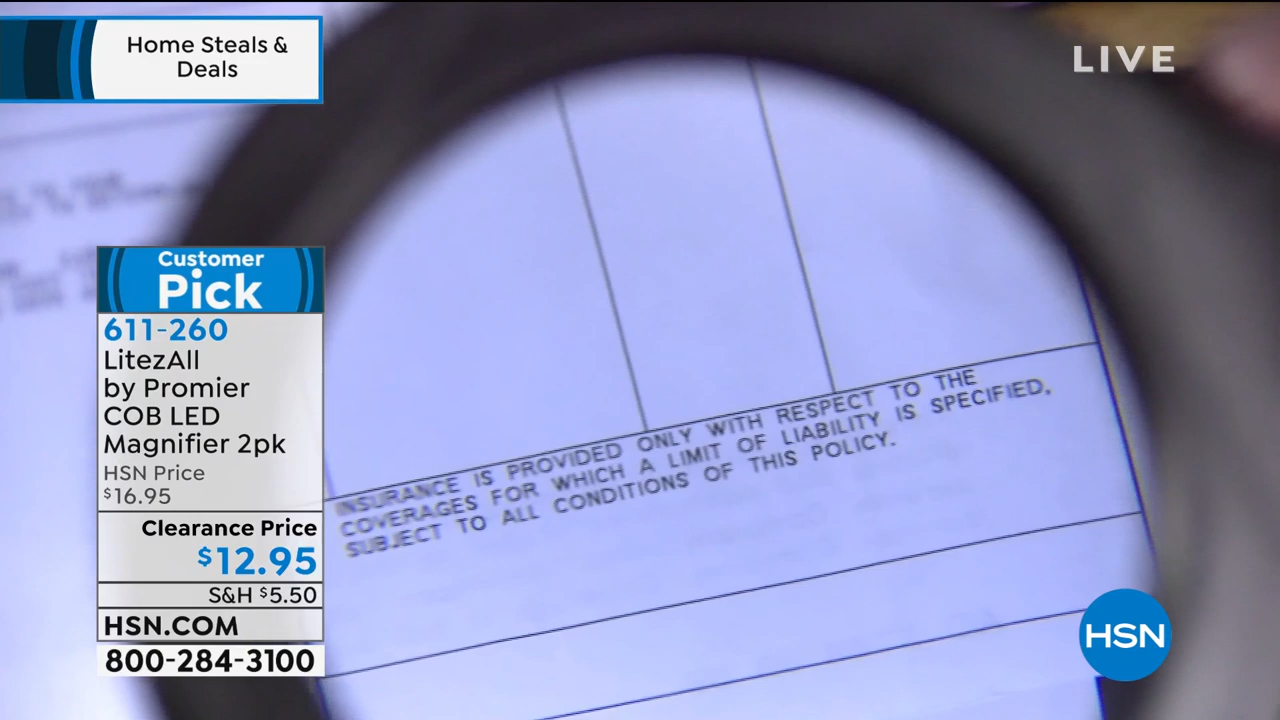 Home Steals &
Deals
LIVE
Customer
Pick
611-260
LitezAll
by Promier
COB LED
Magnifier 2pk
HSN Price
$16.95
Clearance Price
$12.95
S&H $5.50
HSN.COM
800-284-3100
INSURANCE IS PROVIDED ONLY WITH RESPECT TO THE
COVERAGES FOR WHICH A LIMIT OF LIABILITY IS SPECIFIED,
SUBJECT TO ALL CONDITIONS OF THIS POLICY.
HSN